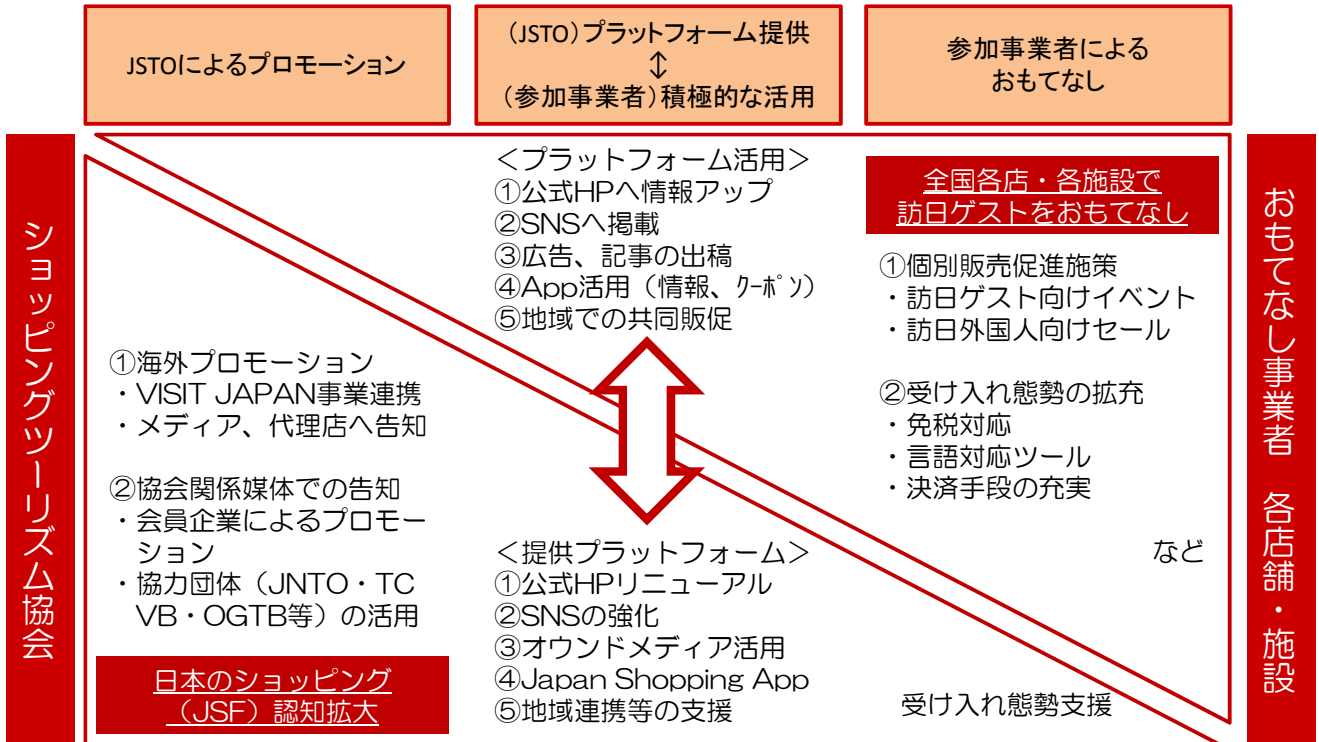 JSTOによるプロモーション
(JSTO)プラットフォーム提供
↕
(参加事業者)積極的な活用
参加事業者による
おもてなし
ショッピングツーリズム協会
①海外プロモーション
・VISIT JAPAN事業連携
・メディア、代理店へ告知
②協会関係媒体での告知
・会員企業によるプロモー
ション
・協力団体（JNTO・TC
VB・OGTB等）の活用
日本のショッピング
（JSF）認知拡大
＜プラットフォーム活用＞
①公式HPへ情報アップ
②SNSへ掲載
③広告、記事の出稿
④App活用（情報、ｸｰﾎﾟﾝ）
⑤地域での共同販促
＜提供プラットフォーム＞
①公式HPリニューアル
②SNSの強化
③オウンドメディア活用
④Japan Shopping App
⑤地域連携等の支援
全国各店・各施設で
訪日ゲストをおもてなし
①個別販売促進施策
・訪日ゲスト向けイベント
・訪日外国人向けセール
②受け入れ態勢の拡充
・免税対応
・言語対応ツール
・決済手段の充実
など
受け入れ態勢支援
おもてなし事業者 各店舗・施設